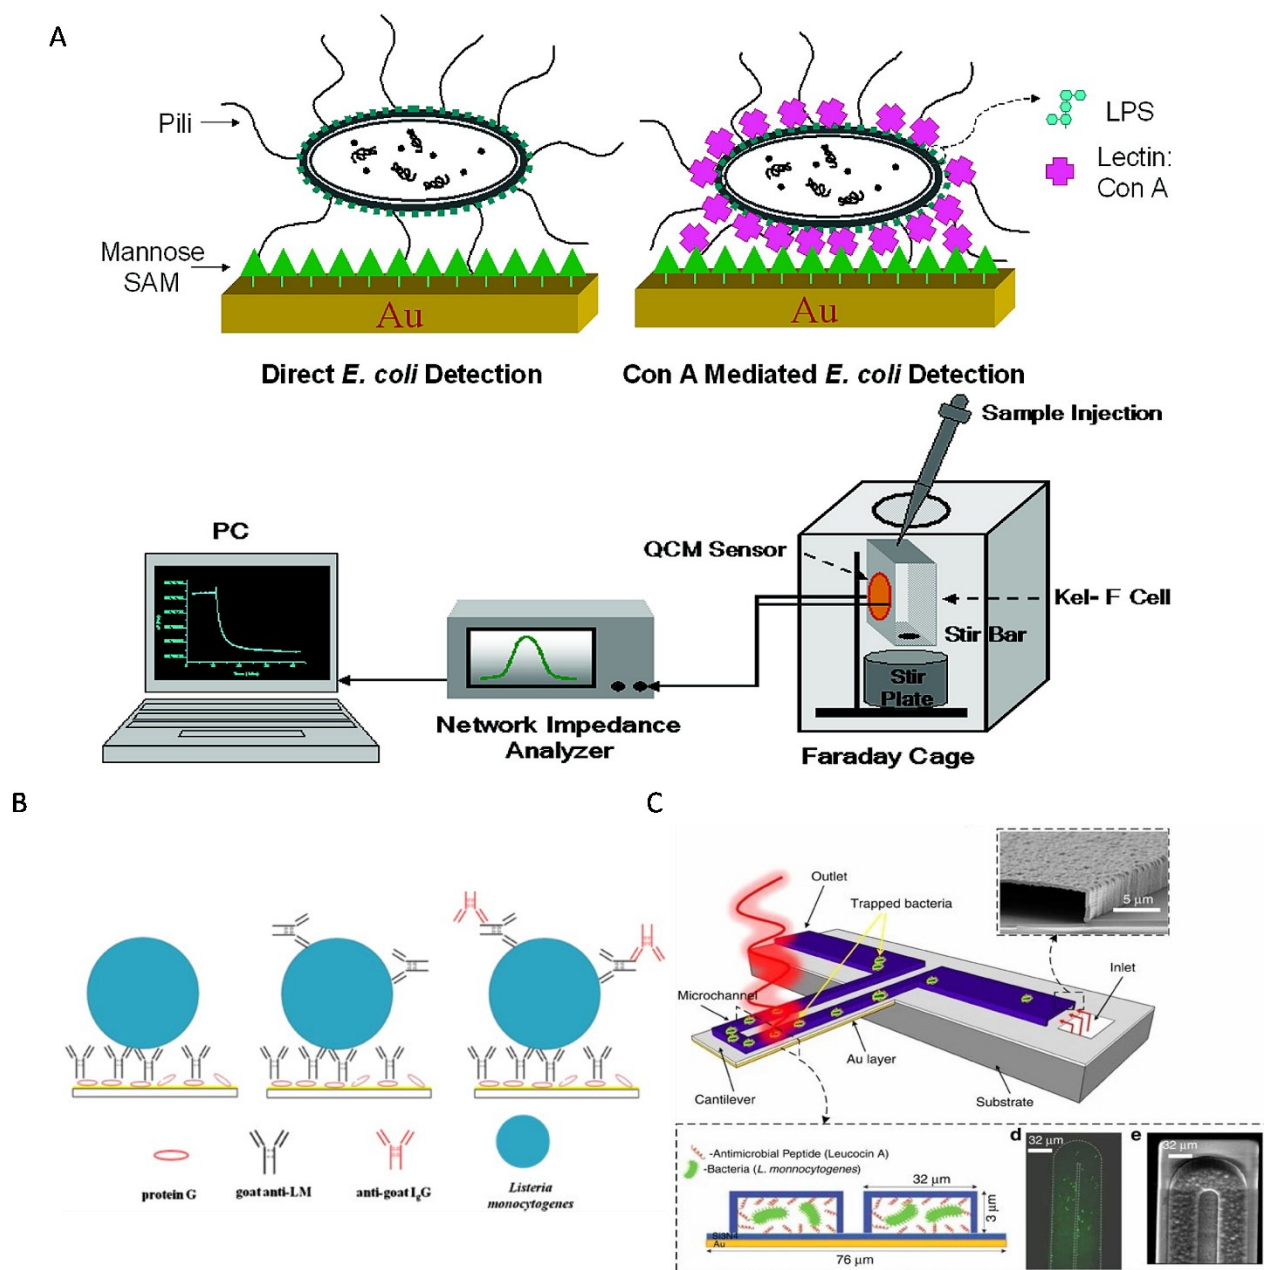 A
Pili
Mannose
SAM
Au
Au
LPS
Lectin:
Con A
Direct E. coli Detection
Con A Mediated E. coli Detection
Sample Injection
PC
QCM Sensor
Kel- F Cell
Stir Bar
Stir
Plate
Network Impedance
Analyzer
Faraday Cage
B
protein G
goat anti-LM
anti-goat IgG
Listeria
monocytogenes
C
Outlet
Trapped bacteria
5 µm
Inlet
Microchannel
Au layer
Cantilever
Substrate
-Antimicrobial Peptide (Leucocin A)
-Bacteria (L. monnocytogenes)
32 µm
3 µm
Si3N4
Au
76 µm
d
32 µm
e
32 µm